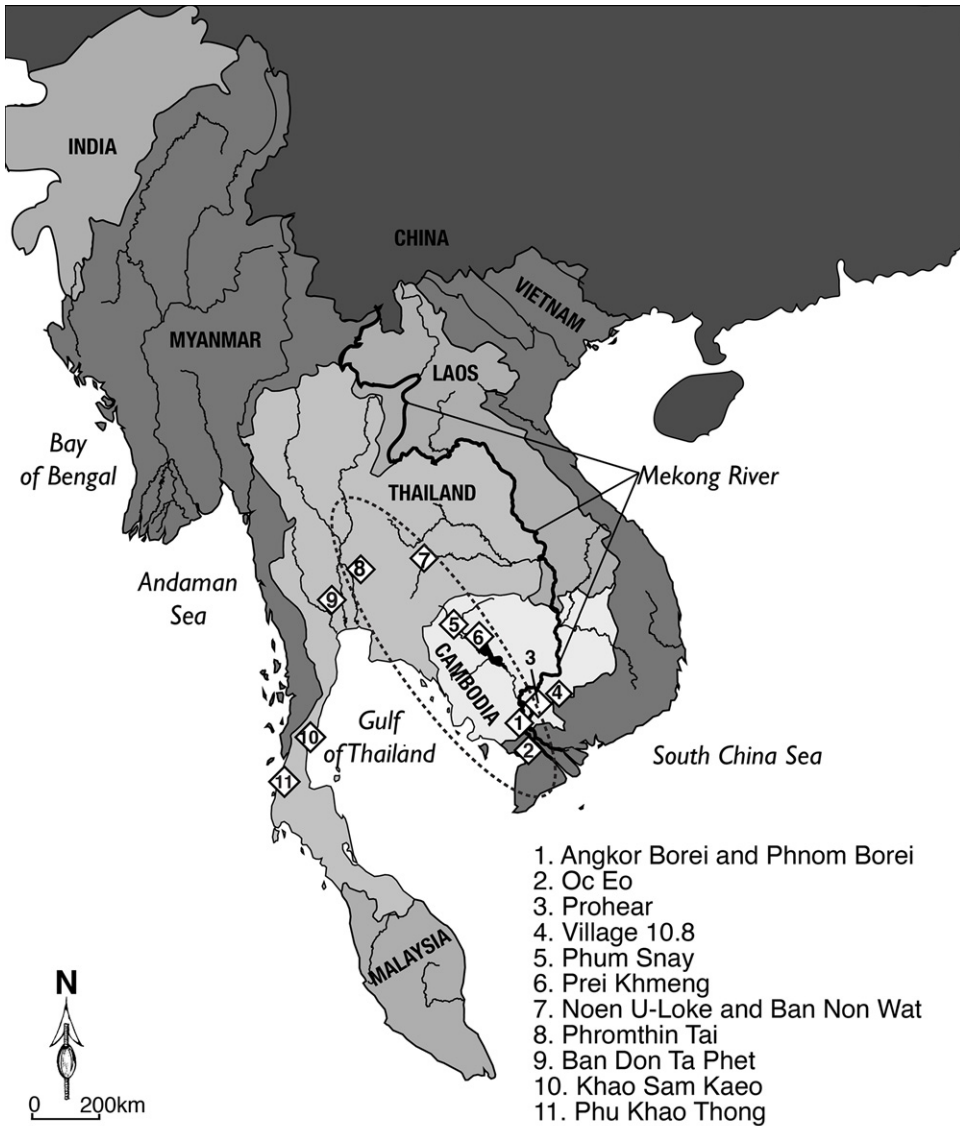 INDIA
CHINA
VIETNAM
MYANMAR
LAOS
Bay
of Bengal
Mekong River
THAILAND
7
8
Andaman
Sea
9
5
6
3
CAMBODIA
4
1
Gulf
of Thailand
10
2
South China Sea
11
1. Angkor Borei and Phnom Borei
2. Oc Eo
3. Prohear
4. Village 10.8
5. Phum Snay
6. Prei Khmeng
7. Noen U-Loke and Ban Non Wat
8. Phromthin Tai
9. Ban Don Ta Phet
10. Khao Sam Kaeo
11. Phu Khao Thong
MALAYSIA
N
0 200km